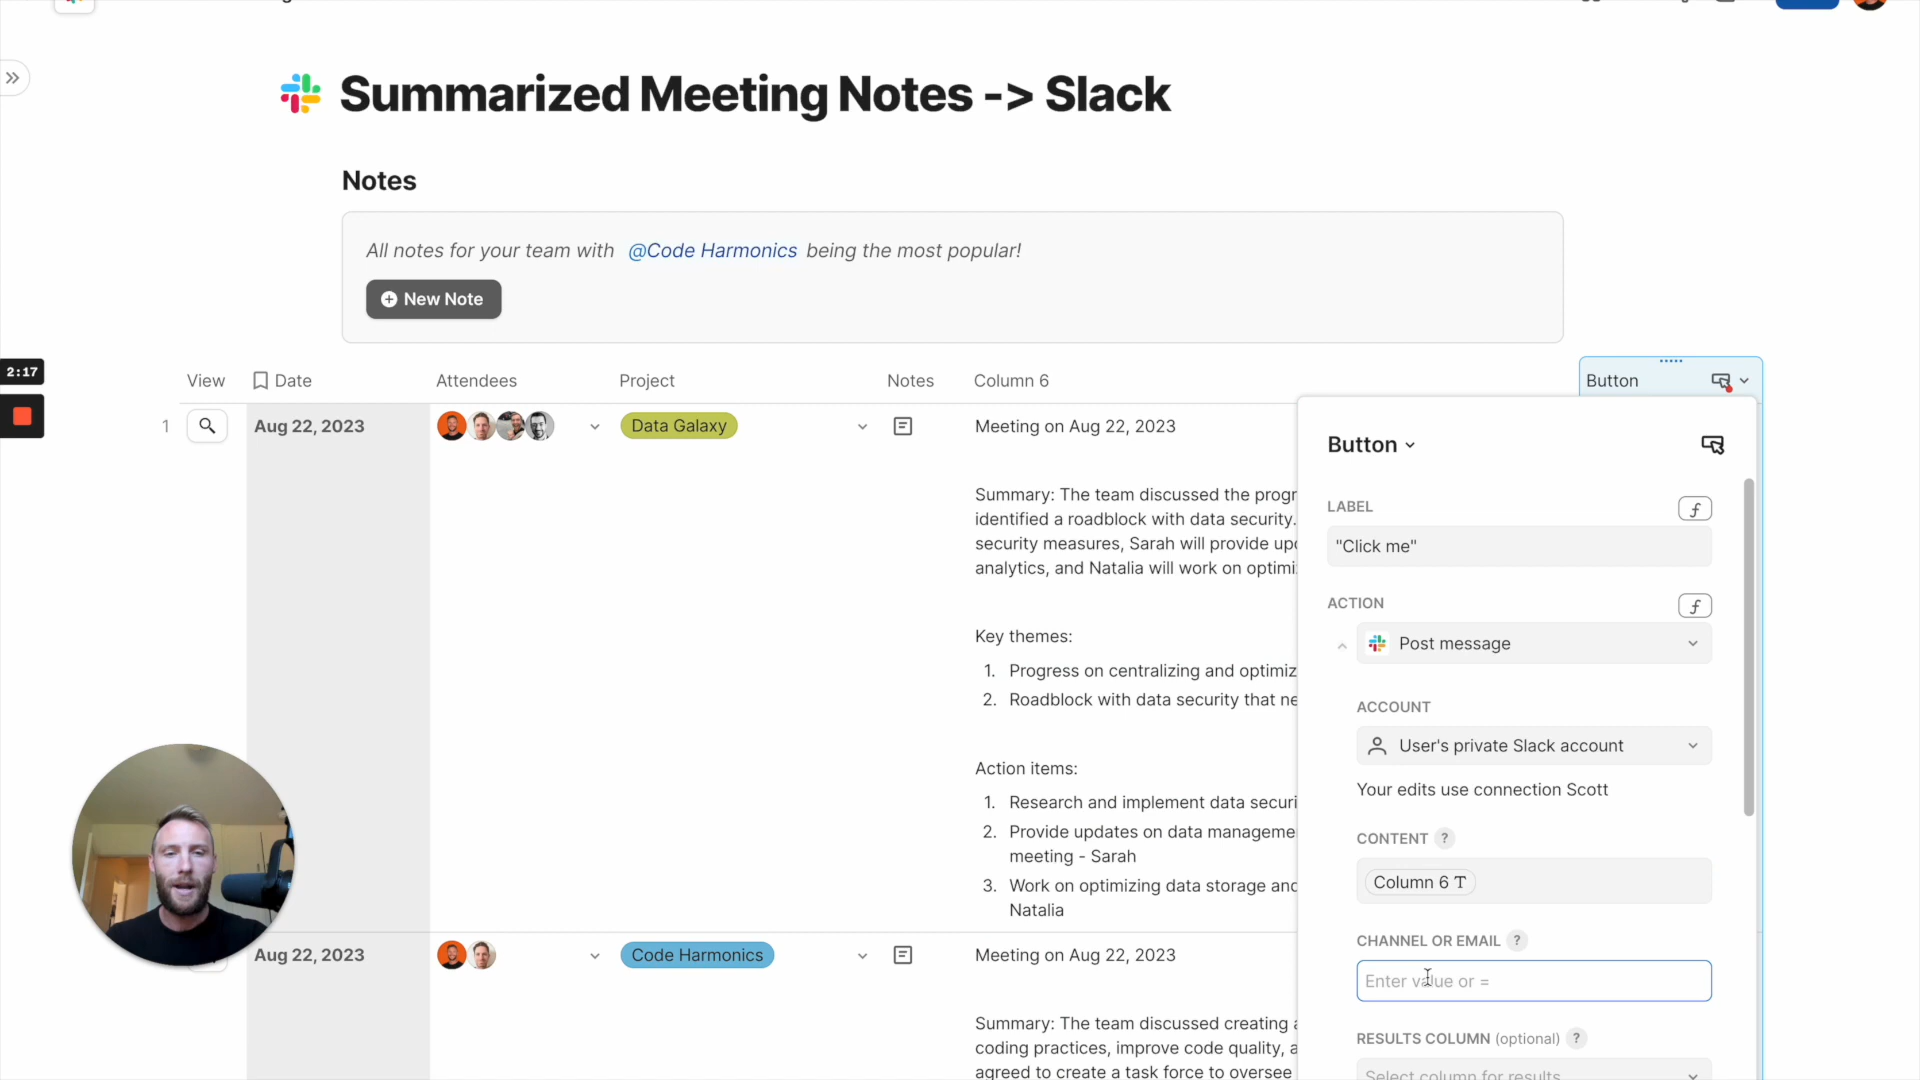 Summarized Meeting Notes -> Slack
Notes
All notes for your team with @Code Harmonics being the most popular!
New Note
2:17
View Date Attendees Project Notes Column 6 Button
1 Aug 22, 2023 Data Galaxy Meeting on Aug 22, 2023
Summary: The team discussed the progr
identified a roadblock with data security.
security measures, Sarah will provide upd
analytics, and Natalia will work on optimi
Key themes:
1. Progress on centralizing and optimiz
2. Roadblock with data security that ne
Action items:
1. Research and implement data securi
2. Provide updates on data manageme
meeting - Sarah
3. Work on optimizing data storage and
Natalia
Aug 22, 2023 Code Harmonics Meeting on Aug 22, 2023
Summary: The team discussed creating a
coding practices, improve code quality, a
agreed to create a task force to oversee
Button
LABEL
"Click me"
ACTION
Post message
ACCOUNT
User's private Slack account
Your edits use connection Scott
CONTENT ?
Column 6
CHANNEL OR EMAIL ?
Enter value or =
RESULTS COLUMN (optional) ?
Select column for results